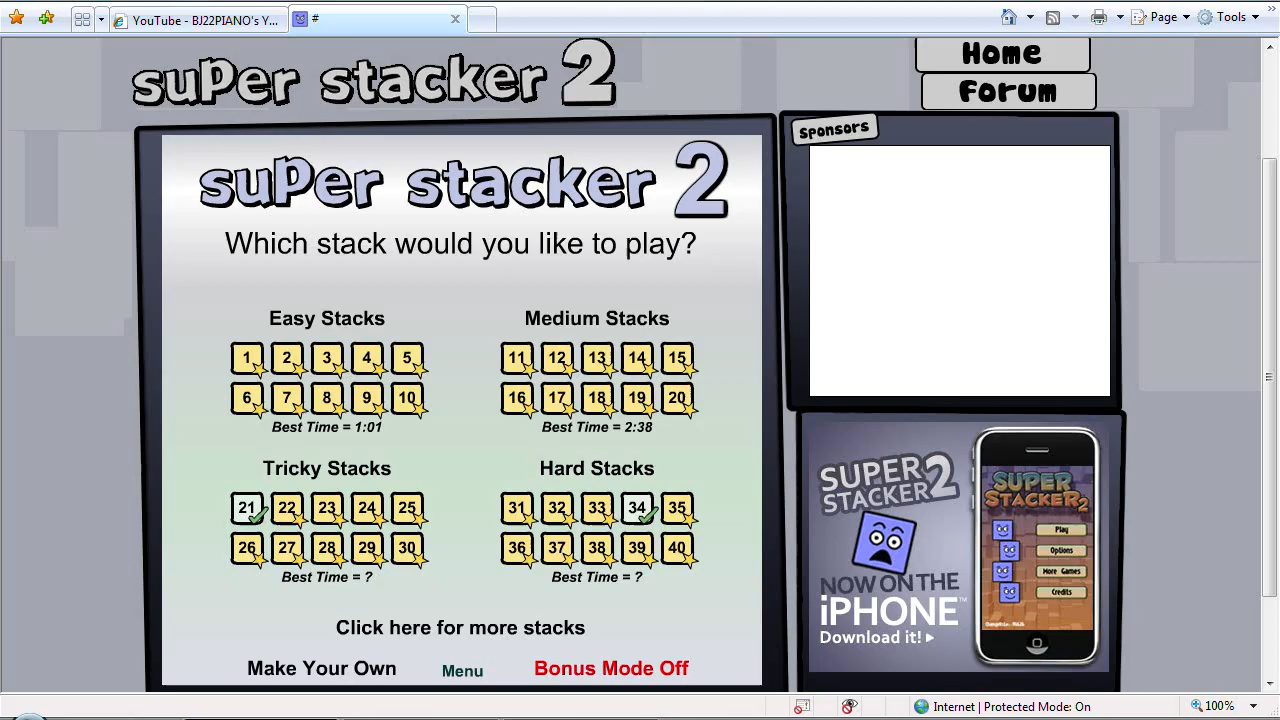 YouTube - BJ22PIANO's Y...
#
Page
Tools
super stacker 2
Home
Forum
Sponsors
super stacker 2
Which stack would you like to play?
Easy Stacks
1 2 3 4 5
6 7 8 9 10
Best Time = 1:01
Medium Stacks
11 12 13 14 15
16 17 18 19 20
Best Time = 2:38
Tricky Stacks
21 22 23 24 25
26 27 28 29 30
Best Time = ?
Hard Stacks
31 32 33 34 35
36 37 38 39 40
Best Time = ?
Click here for more stacks
Make Your Own
Menu
Bonus Mode Off
SUPER
STACKER 2
NOW ON THE
iPHONE™
Download it!
SUPER
STACKER 2
Play
Options
More Games
Credits
Internet | Protected Mode: On
100%